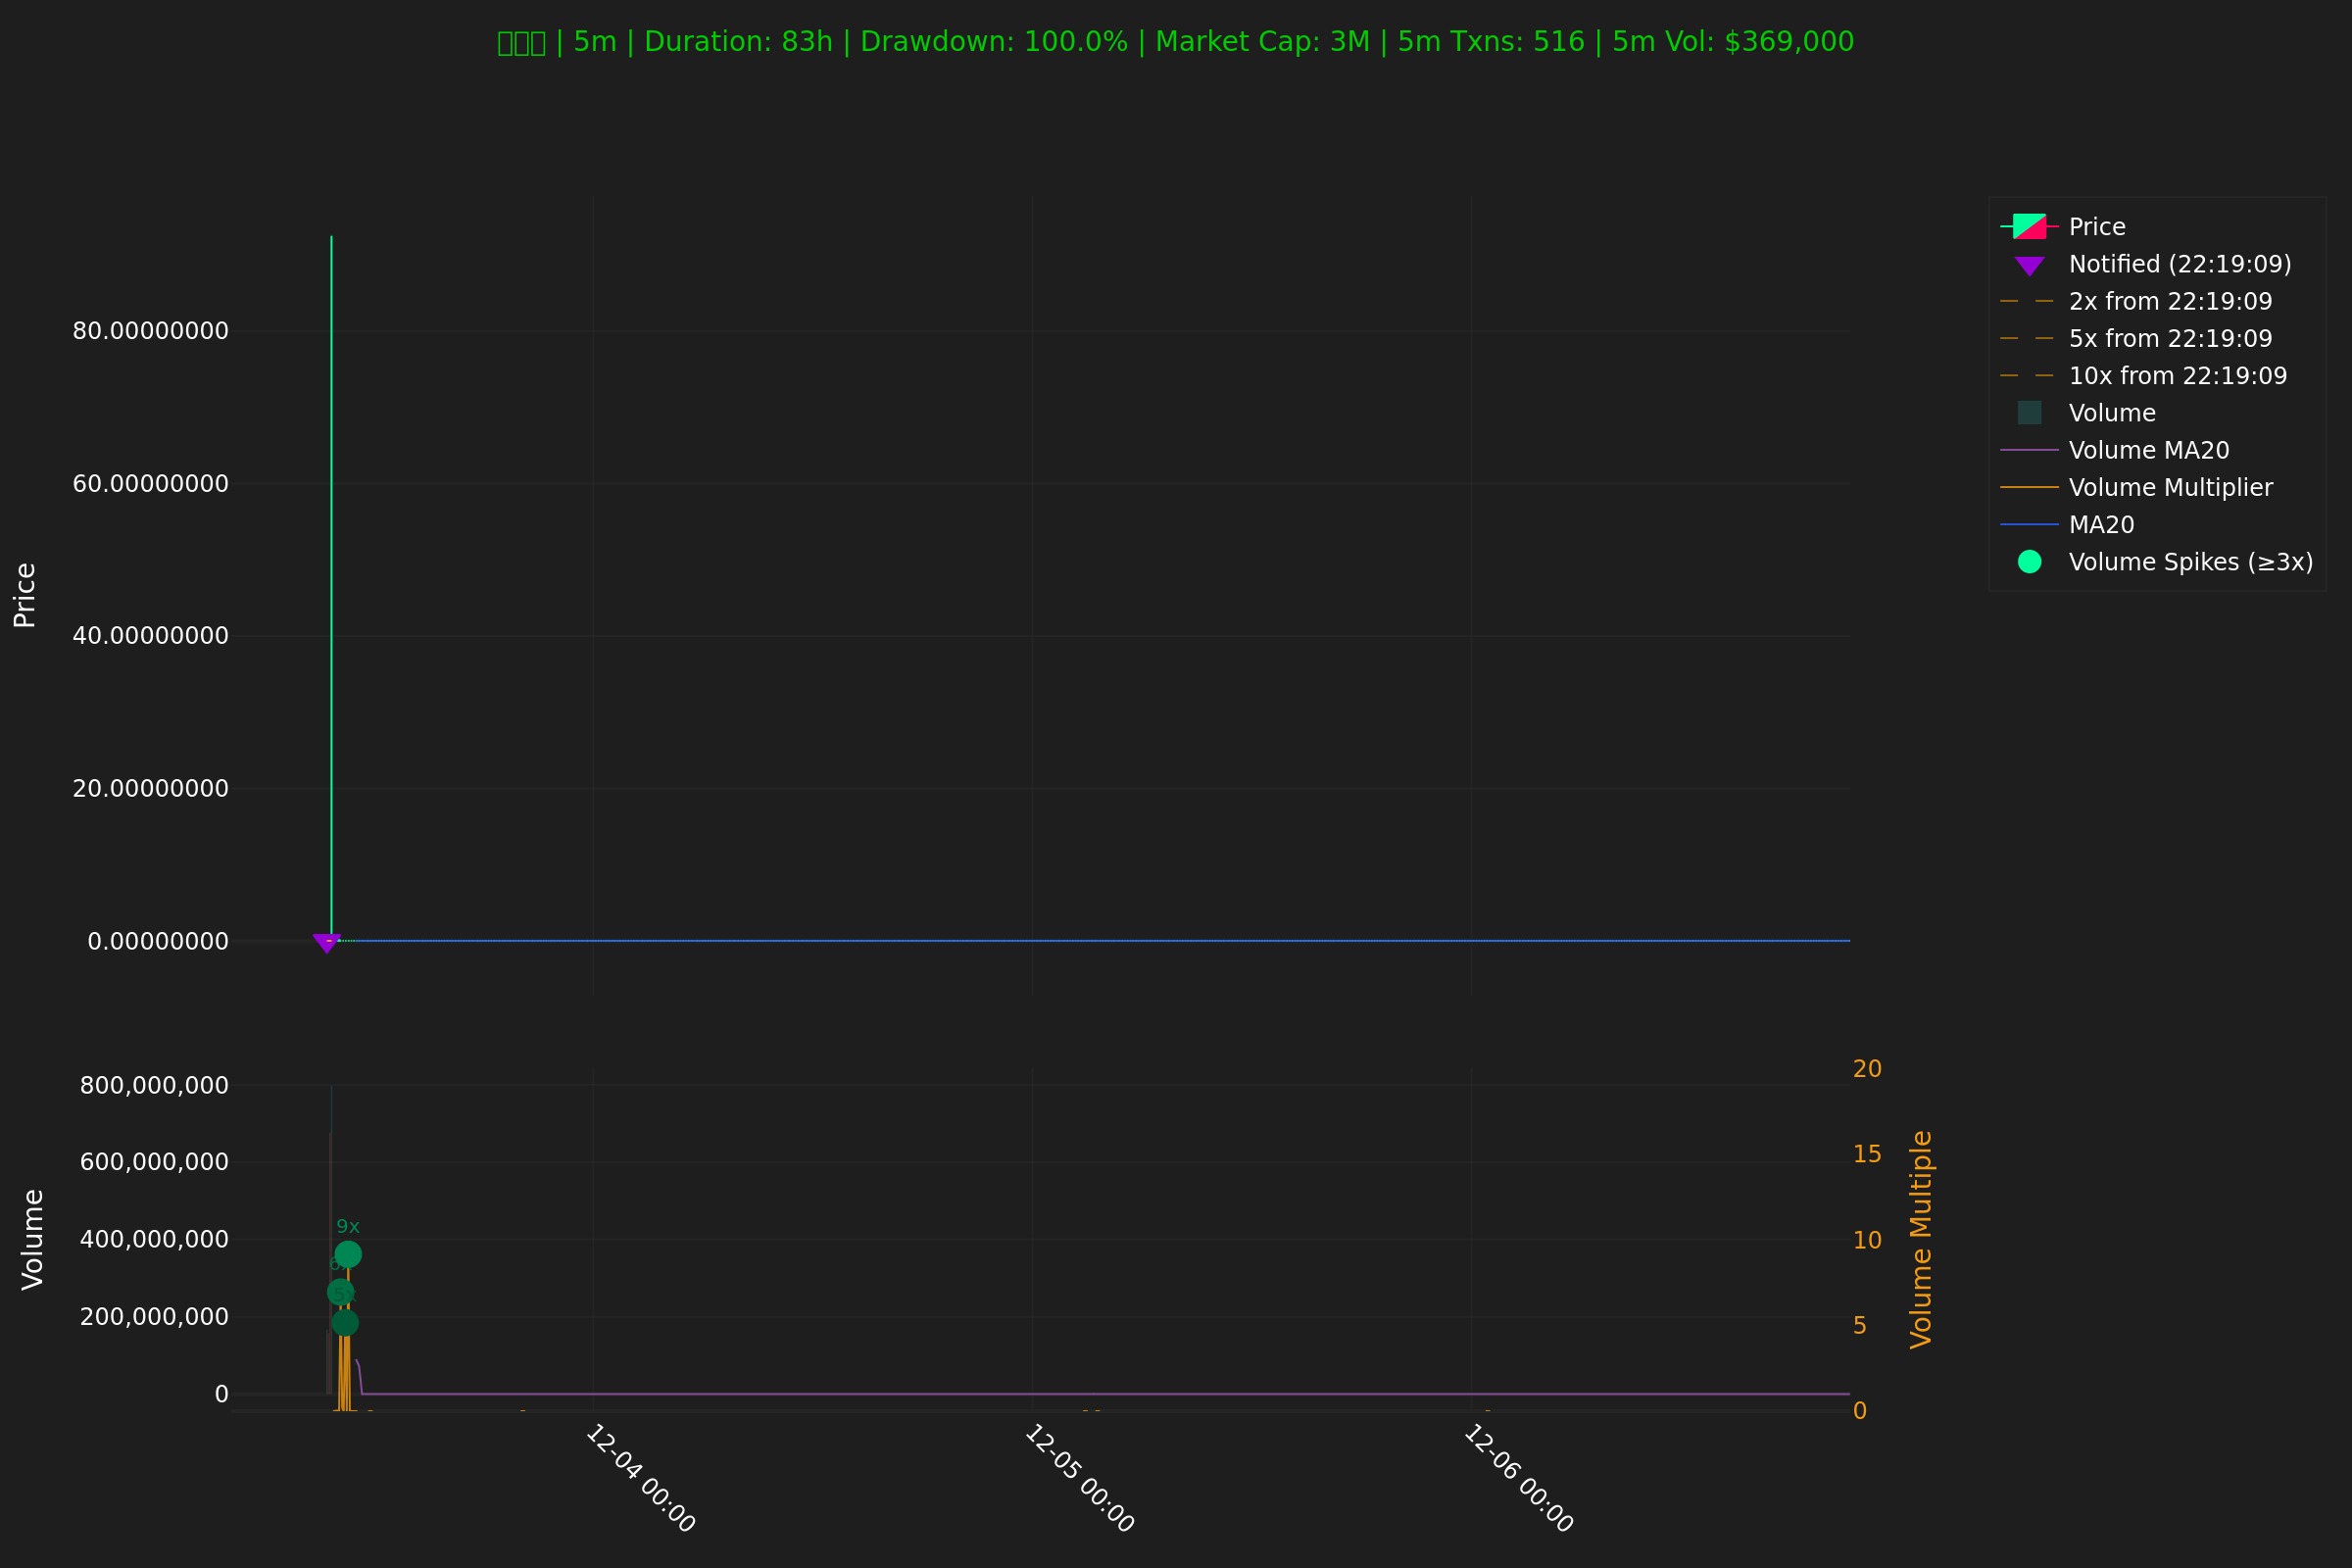 | 5m | Duration: 83h | Drawdown: 100.0% | Market Cap: 3M | 5m Txns: 516 | 5m Vol: $369,000
Price
80.00000000
60.00000000
40.00000000
20.00000000
0.00000000
Price
Notified (22:19:09)
2x from 22:19:09
5x from 22:19:09
10x from 22:19:09
Volume
Volume MA20
Volume Multiplier
MA20
Volume Spikes (≥3x)
Volume
800,000,000
600,000,000
400,000,000
200,000,000
0
9x
5x
20
15
10
5
0
Volume Multiple
12-04 00:00
12-05 00:00
12-06 00:00